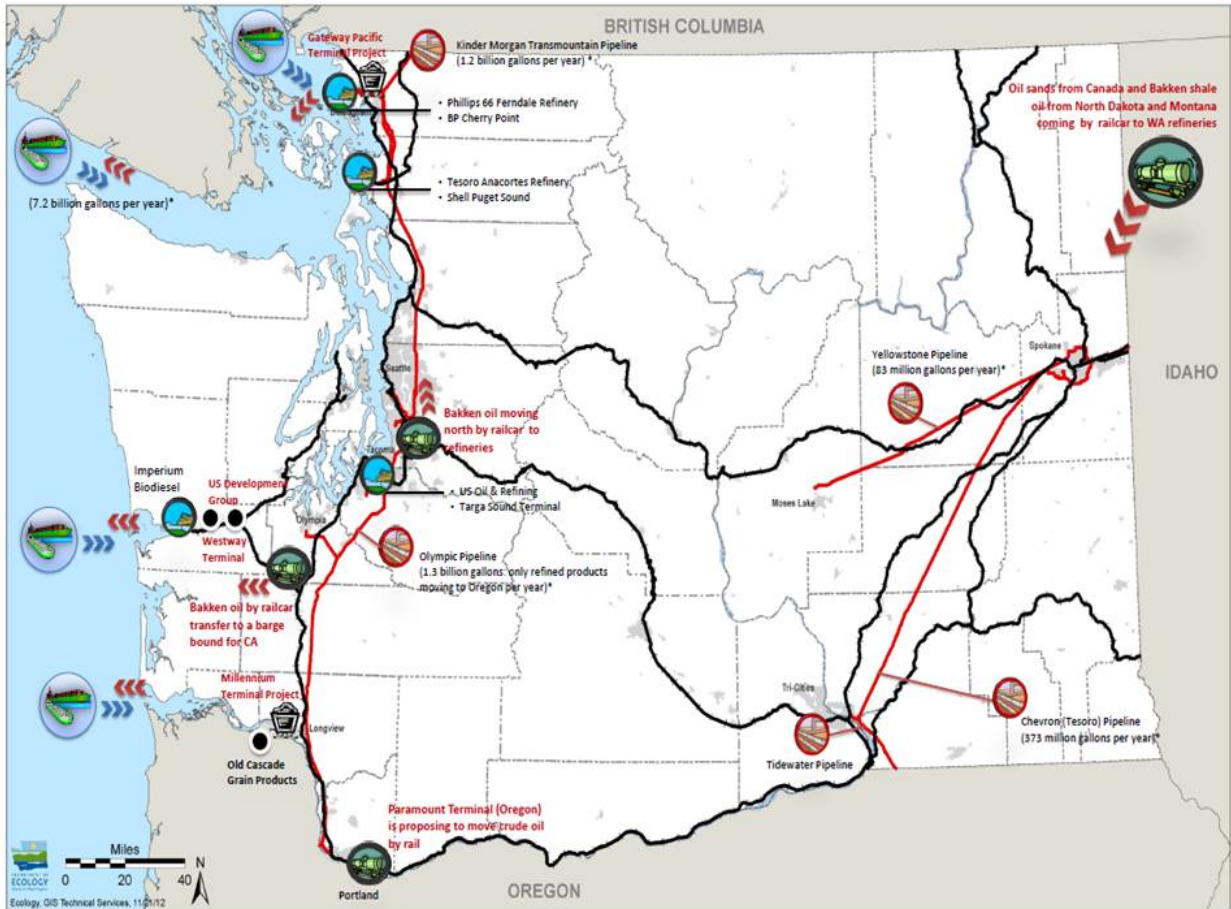 BRITISH COLUMBIA
Gateway Pacific
Terminal Project
Kinder Morgan Transmountain Pipeline
(1.2 billion gallons per year) *
• Phillips 66 Ferndale Refinery
• BP Cherry Point
Oil sands from Canada and Bakken shale
oil from North Dakota and Montana
coming by railcar to WA refineries
• Tesoro Anacortes Refinery
• Shell Puget Sound
(7.2 billion gallons per year)*
Seattle
Yellowstone Pipeline
(83 million gallons per year)*
Spokane
IDAHO
Bakken oil moving
north by railcar to
refineries
Tacoma
Imperium
Biodiesel
US Development
Group
Westway
Terminal
Olympia
• US Oil & Refining
• Targa Sound Terminal
Moses Lake
Olympic Pipeline
(1.3 billion gallons: only refined products
moving to Oregon per year)*
Bakken oil by railcar
transfer to a barge
bound for CA
Millennium
Terminal Project
Longview
Old Cascade
Grain Products
Tri-Cities
Tidewater Pipeline
Chevron (Tesoro) Pipeline
(373 million gallons per year)*
Paramount Terminal (Oregon)
is proposing to move crude oil
by rail
Portland
OREGON
Miles
0 20 40
N
DEPARTMENT OF
ECOLOGY
State of Washington
Ecology, GIS Technical Services, 11/21/12